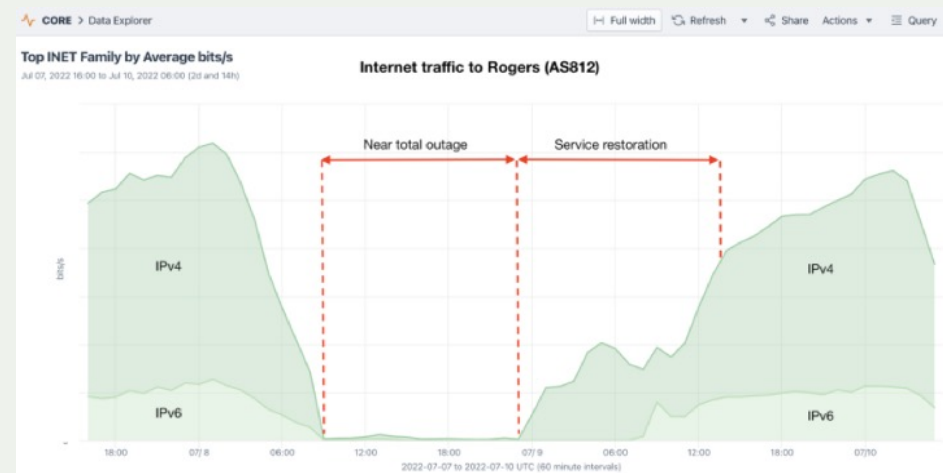 CORE > Data Explorer
Full width Refresh Share Actions Query
Top INET Family by Average bits/s
Jul 07, 2022 16:00 to Jul 10, 2022 06:00 (2d and 14h)
Internet traffic to Rogers (AS812)
Near total outage
Service restoration
bits/s
IPv4
IPv4
IPv6
IPv6
18:00 07/8 06:00 12:00 18:00 07/9 06:00 12:00 18:00 07/10
2022-07-07 to 2022-07-10 UTC (60 minute intervals)